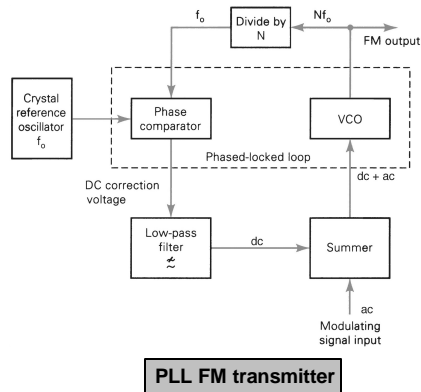 fo
Divide by
N
Nfo
FM output
Crystal
reference
oscillator
fo
Phase
comparator
VCO
Phased-locked loop
DC correction
voltage
dc + ac
Low-pass
filter
dc
Summer
ac
Modulating
signal input
PLL FM transmitter